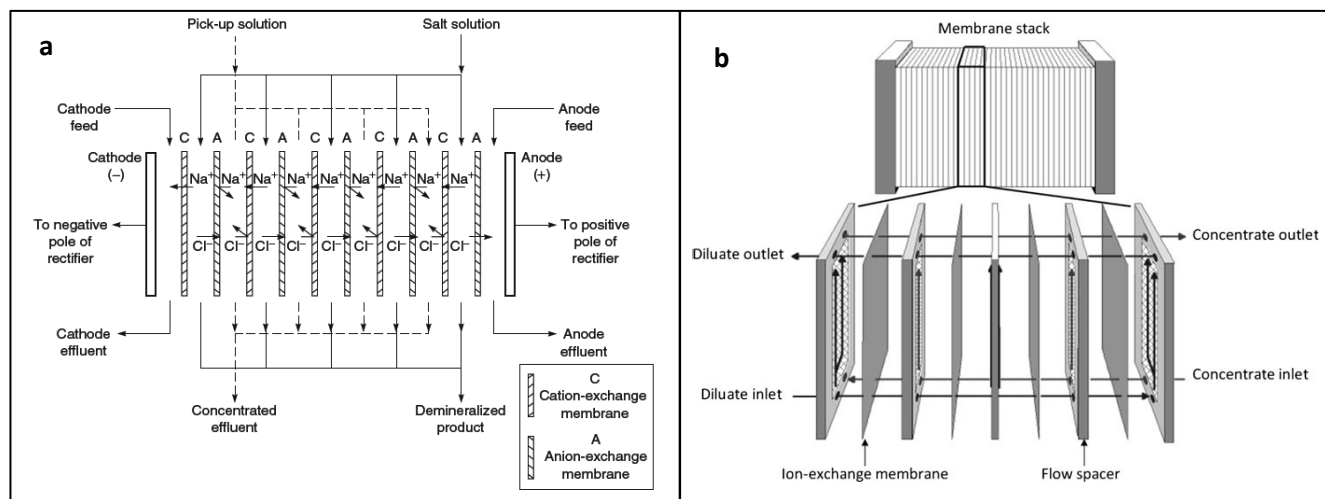 a
Pick-up solution
Salt solution
Cathode
feed
Anode
feed
C A C A C A C A C A
Cathode
(–)
Anode
(+)
Na⁺ Na⁺ Na⁺ Na⁺ Na⁺ Na⁺ Na⁺ Na⁺
To negative
pole of
rectifier
To positive
pole of
rectifier
Cl⁻ Cl⁻ Cl⁻ Cl⁻ Cl⁻ Cl⁻ Cl⁻ Cl⁻ Cl⁻
Cathode
effluent
Anode
effluent
Concentrated
effluent
Demineralized
product
C
Cation-exchange
membrane
A
Anion-exchange
membrane
b
Membrane stack
Concentrate outlet
Diluate outlet
Concentrate inlet
Diluate inlet
Ion-exchange membrane
Flow spacer